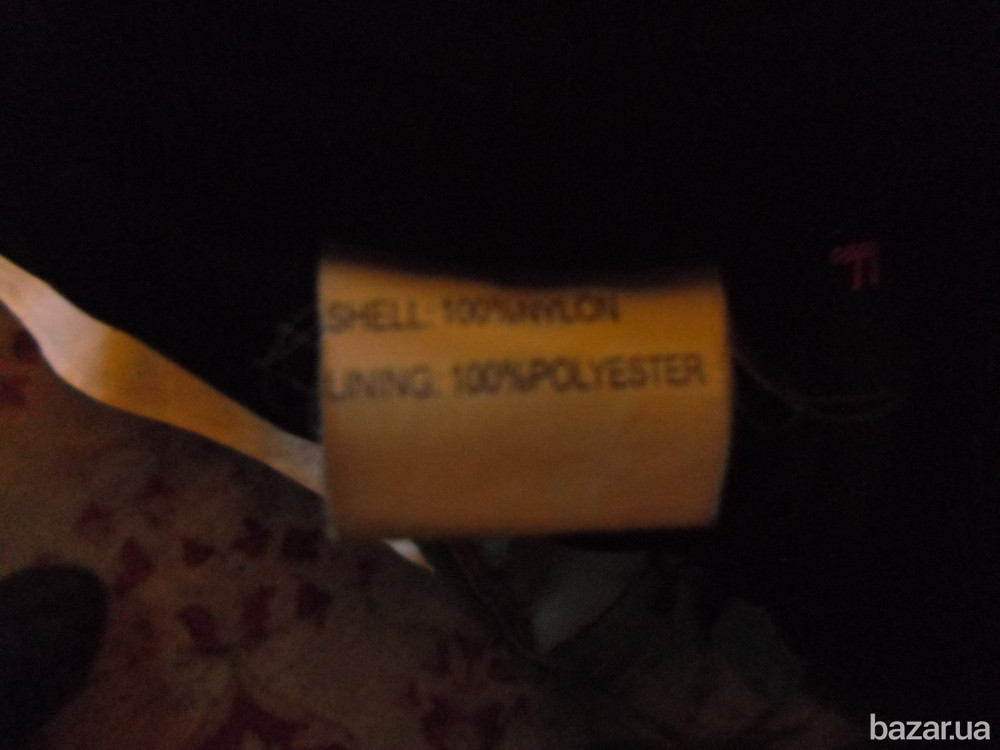 SHELL: 100%NYLON
LINING: 100%POLYESTER
bazar.ua